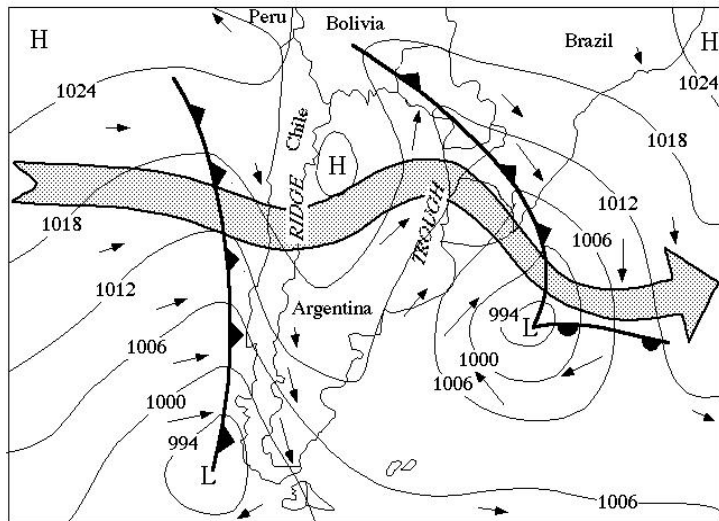 Peru
Bolivia
H
Brazil
H
1024
1024
Chile
1018
H
RIDGE
TROUGH
1012
1018
1006
1012
Argentina
994
L
1006
1000
1006
1000
994
L
1006